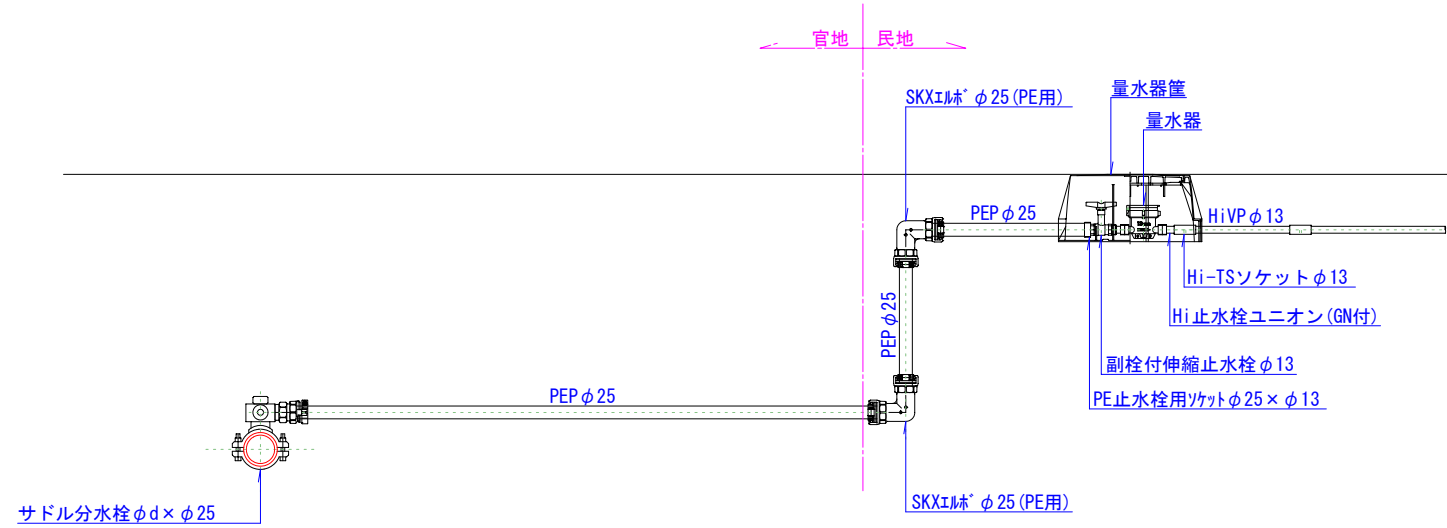 官地 民地
SKXｴﾙﾎﾞφ25(PE用)
量水器筐
量水器
PEPφ25
HiVPφ13
Hi-TSソケットφ13
Hi止水栓ユニオン(GN付)
PEPφ25
副栓付伸縮止水栓φ13
PE止水栓用ｿｹｯﾄφ25×φ13
PEPφ25
SKXｴﾙﾎﾞφ25(PE用)
サドル分水栓φd×φ25